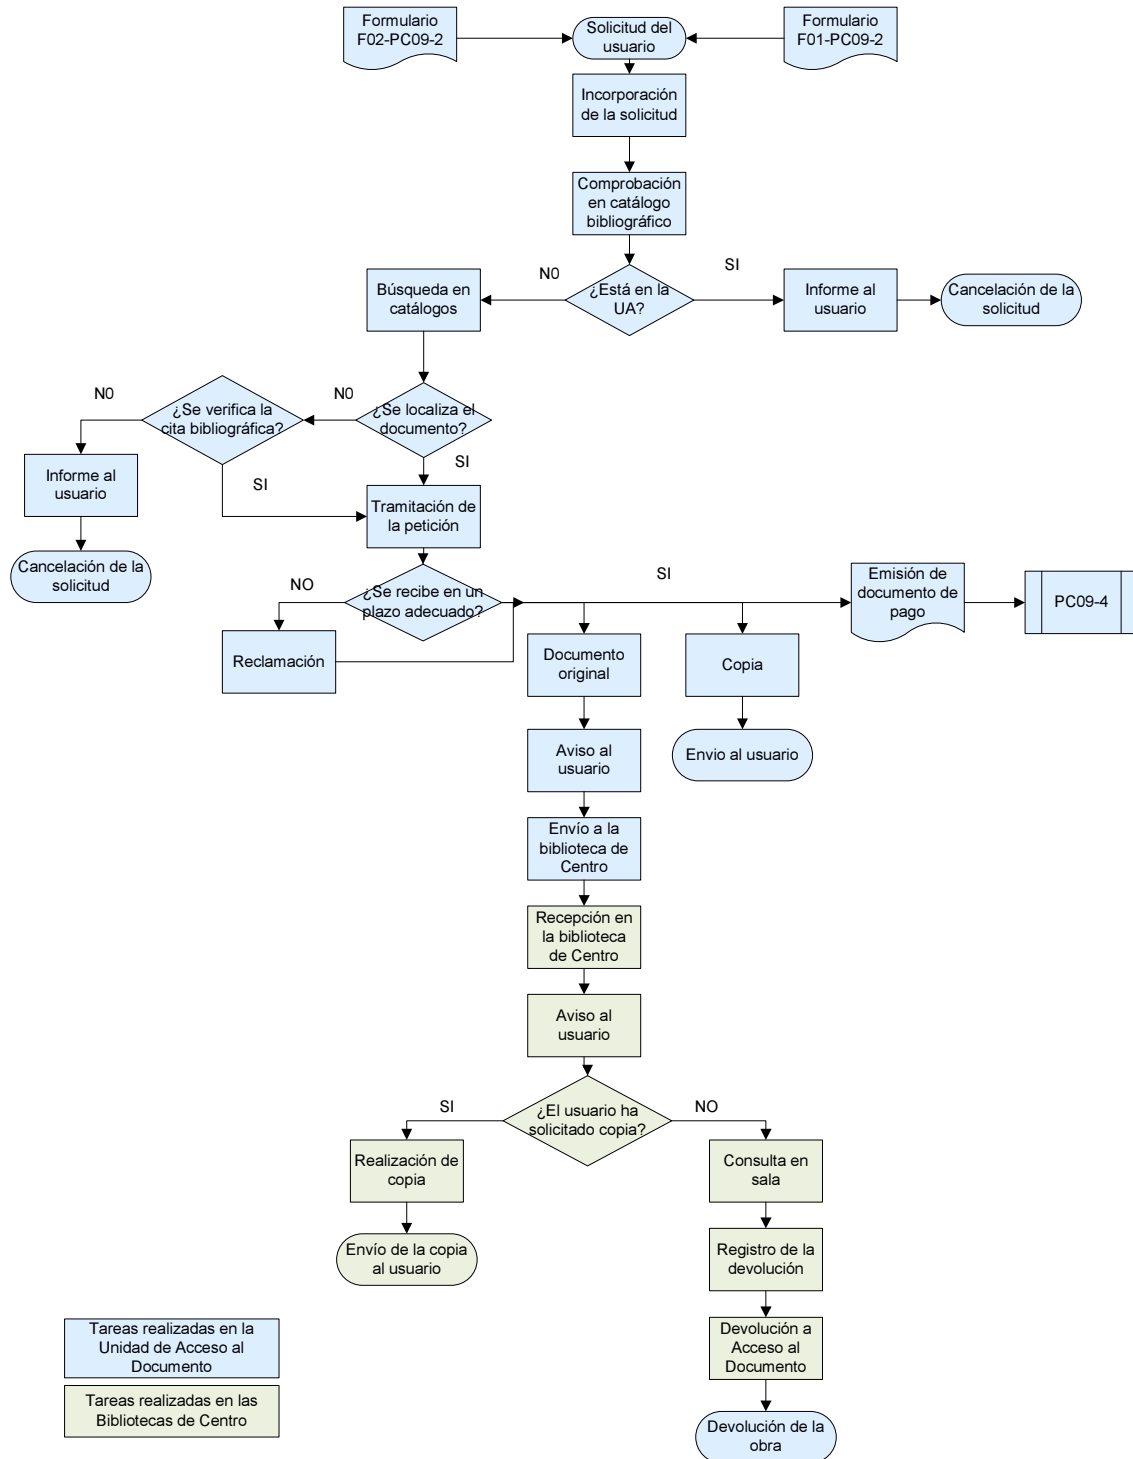 Formulario
F02-PC09-2
Solicitud del
usuario
Formulario
F01-PC09-2
Incorporación
de la solicitud
Comprobación
en catálogo
bibliográfico
¿Está en la
UA?
N0
SI
Búsqueda en
catálogos
Informe al
usuario
Cancelación de la
solicitud
¿Se localiza el
documento?
N0
SI
¿Se verifica la
cita bibliográfica?
N0
SI
Informe al
usuario
Cancelación de la
solicitud
Tramitación de
la petición
¿Se recibe en un
plazo adecuado?
NO
SI
Reclamación
Emisión de
documento de
pago
PC09-4
Documento
original
Copia
Aviso al
usuario
Envio al usuario
Envío a la
biblioteca de
Centro
Recepción en
la biblioteca
de Centro
Aviso al
usuario
¿El usuario ha
solicitado copia?
SI
NO
Realización de
copia
Consulta en
sala
Envío de la copia
al usuario
Registro de la
devolución
Devolución a
Acceso al
Documento
Devolución de la
obra
Tareas realizadas en la
Unidad de Acceso al
Documento
Tareas realizadas en las
Bibliotecas de Centro